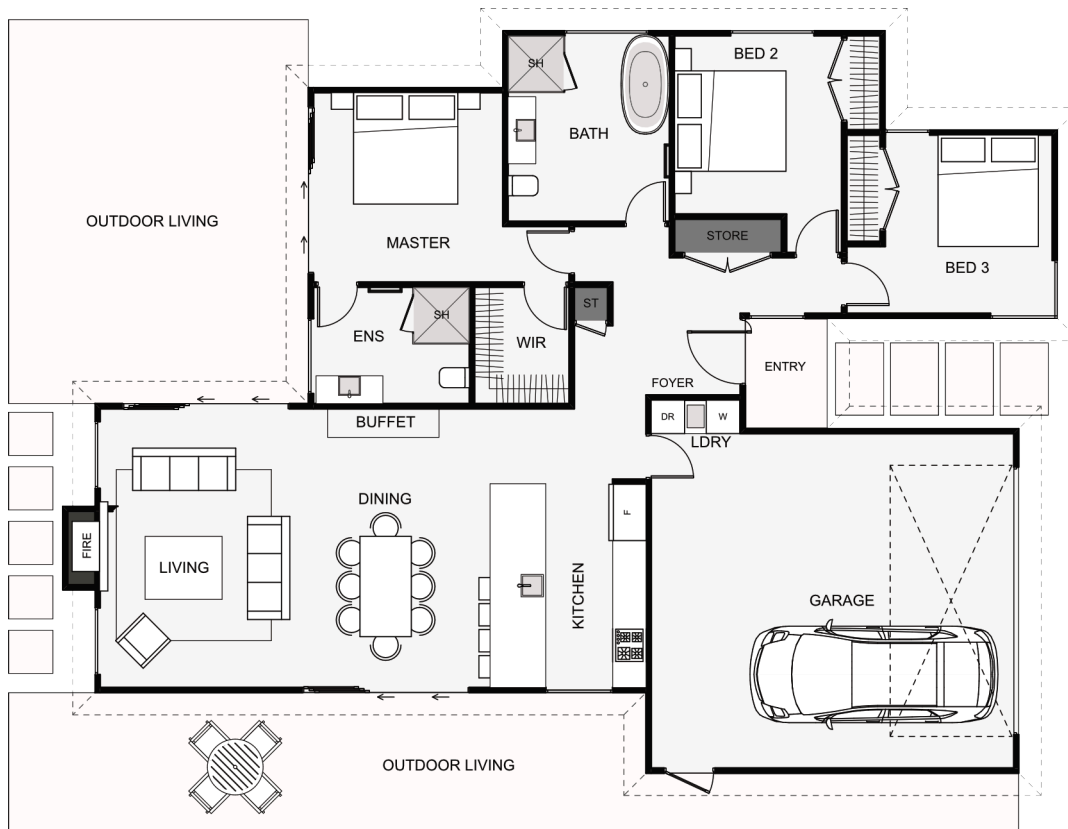 SH
BED 2
BATH
OUTDOOR LIVING
MASTER
STORE
BED 3
ST
SH
ENS
WIR
ENTRY
FOYER
BUFFET
DR
W
LDRY
DINING
F
FIRE
LIVING
KITCHEN
GARAGE
OUTDOOR LIVING